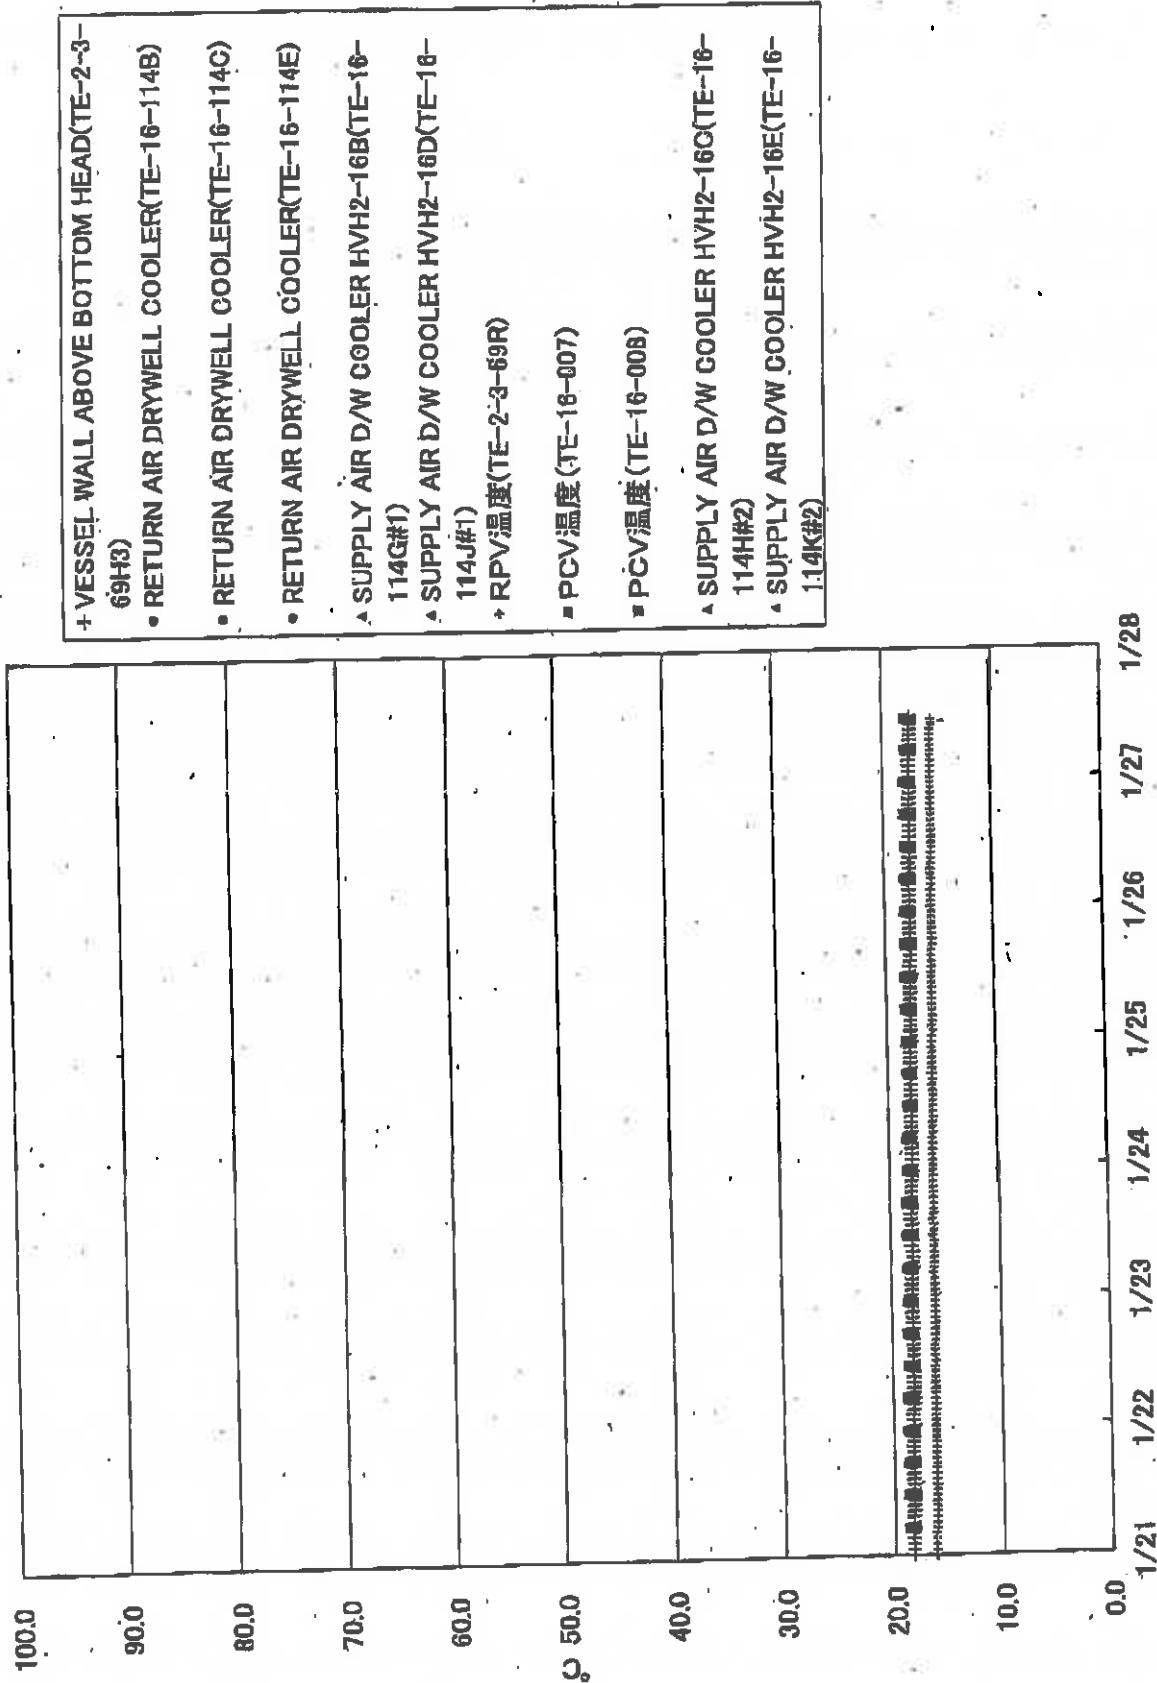 100.0
90.0
80.0
70.0
60.0
℃ 50.0
40.0
30.0
20.0
10.0
0.0
1/21
1/22
1/23
1/24
1/25
1/26
1/27
1/28
+ VESSEL WALL ABOVE BOTTOM HEAD(TE-2-3-
69H3)
● RETURN AIR DRYWELL COOLER(TE-16-114B)
● RETURN AIR DRYWELL COOLER(TE-16-114C)
● RETURN AIR DRYWELL COOLER(TE-16-114E)
▲ SUPPLY AIR D/W COOLER HVH2-16B(TE-16-
114G#1)
▲ SUPPLY AIR D/W COOLER HVH2-16D(TE-16-
114J#1)
+ RPV温度(TE-2-3-69R)
■ PCV温度(TE-16-007)
■ PCV温度(TE-16-008)
▲ SUPPLY AIR D/W COOLER HVH2-16C(TE-16-
114H#2)
▲ SUPPLY AIR D/W COOLER HVH2-16E(TE-16-
114K#2)